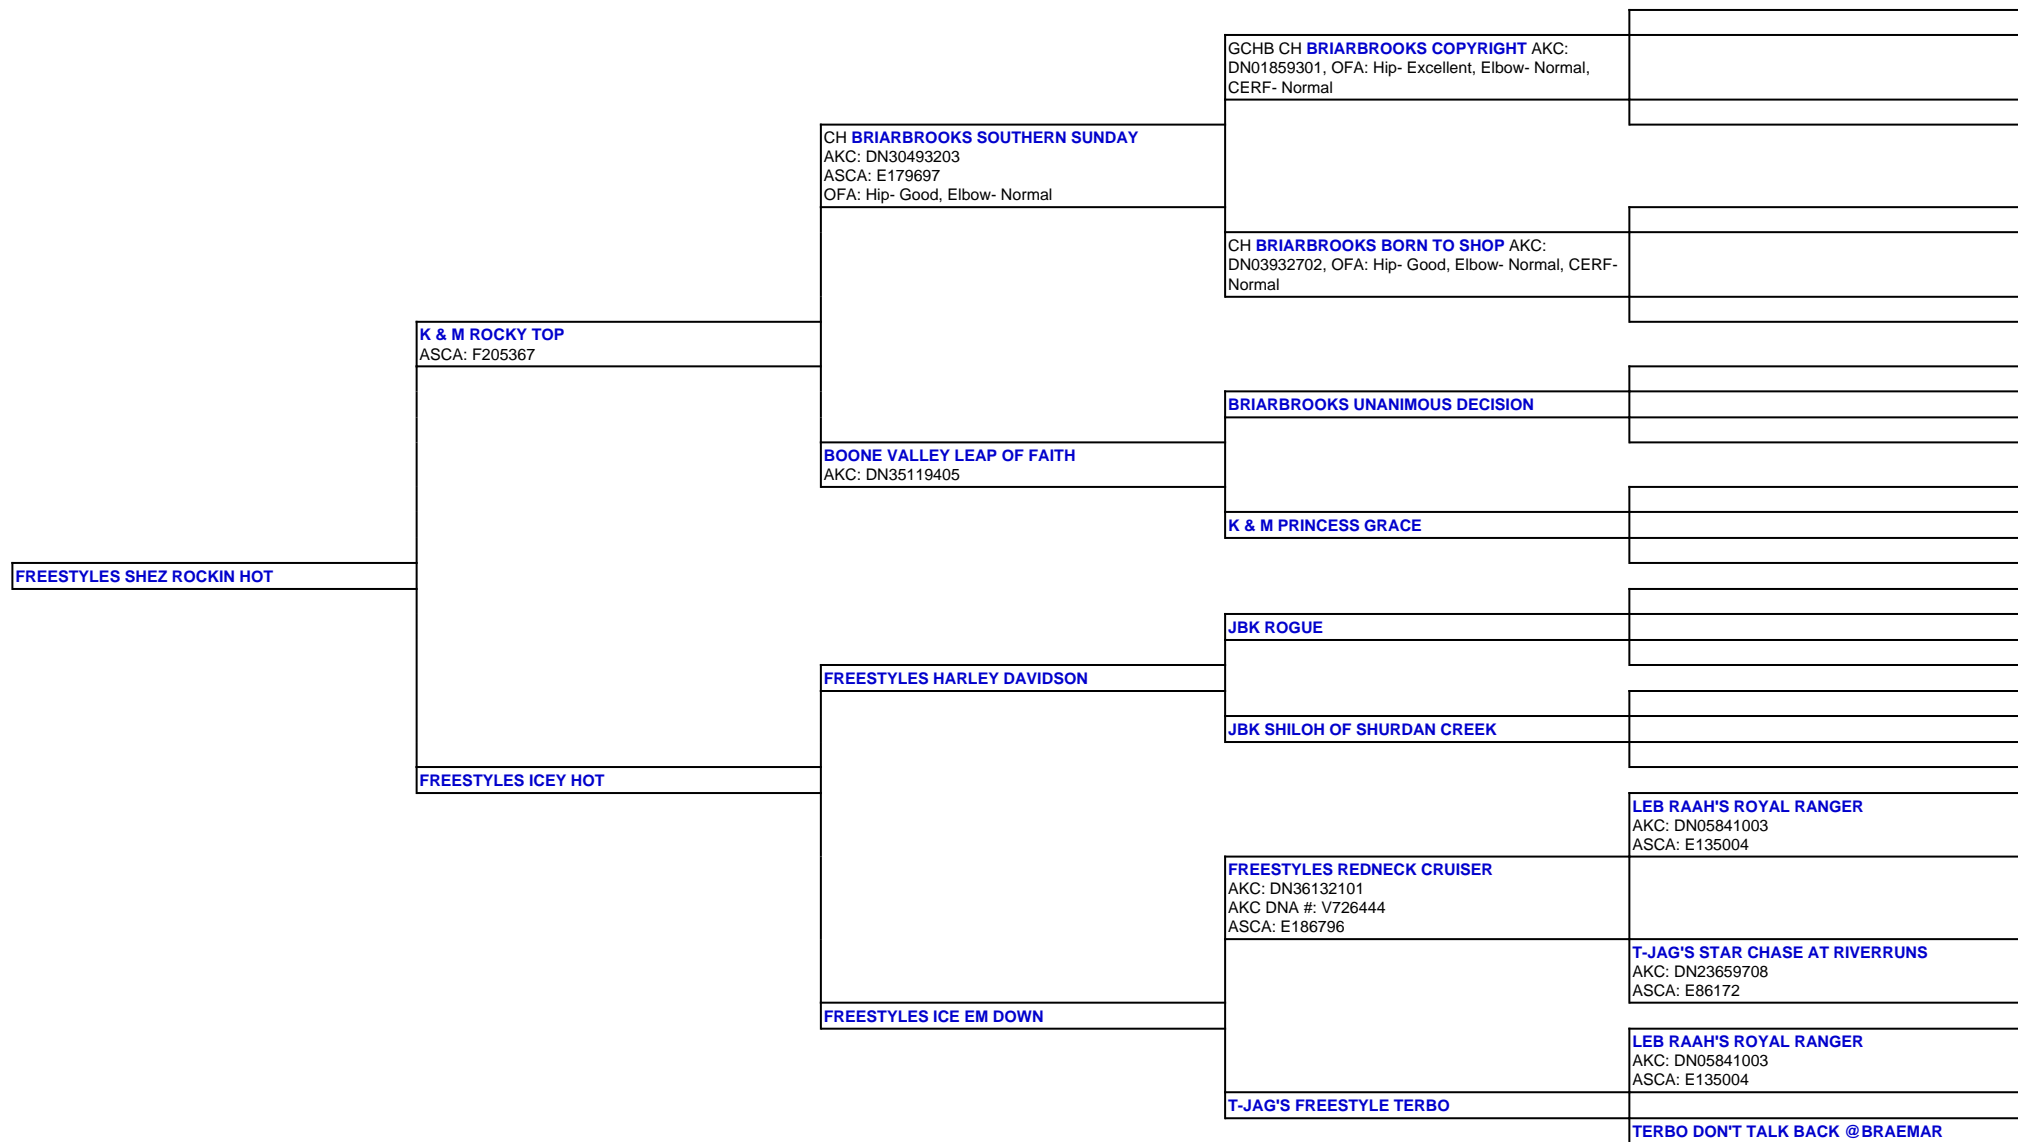 GCHB CH BRIARBROOKS COPYRIGHT AKC:
DN01859301, OFA: Hip- Excellent, Elbow- Normal,
CERF- Normal
CH BRIARBROOKS SOUTHERN SUNDAY
AKC: DN30493203
ASCA: E179697
OFA: Hip- Good, Elbow- Normal
CH BRIARBROOKS BORN TO SHOP AKC:
DN03932702, OFA: Hip- Good, Elbow- Normal, CERF-
Normal
K & M ROCKY TOP
ASCA: F205367
BRIARBROOKS UNANIMOUS DECISION
BOONE VALLEY LEAP OF FAITH
AKC: DN35119405
K & M PRINCESS GRACE
FREESTYLES SHEZ ROCKIN HOT
JBK ROGUE
FREESTYLES HARLEY DAVIDSON
JBK SHILOH OF SHURDAN CREEK
FREESTYLES ICEY HOT
LEB RAAH'S ROYAL RANGER
AKC: DN05841003
ASCA: E135004
FREESTYLES REDNECK CRUISER
AKC: DN36132101
AKC DNA #: V726444
ASCA: E186796
T-JAG'S STAR CHASE AT RIVERRUNS
AKC: DN23659708
ASCA: E86172
FREESTYLES ICE EM DOWN
LEB RAAH'S ROYAL RANGER
AKC: DN05841003
ASCA: E135004
T-JAG'S FREESTYLE TERBO
TERBO DON'T TALK BACK @BRAEMAR